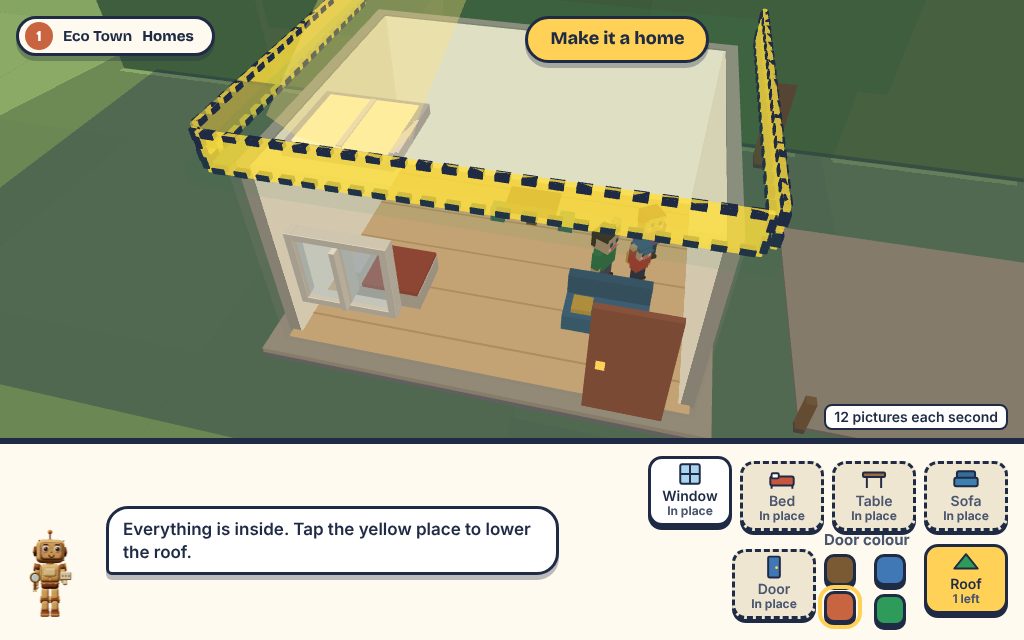 1 Eco Town Homes
Make it a home
12 pictures each second
Everything is inside. Tap the yellow place to lower
the roof.
Window
In place
Bed
In place
Table
In place
Sofa
In place
Door
In place
Door colour
Roof
1 left